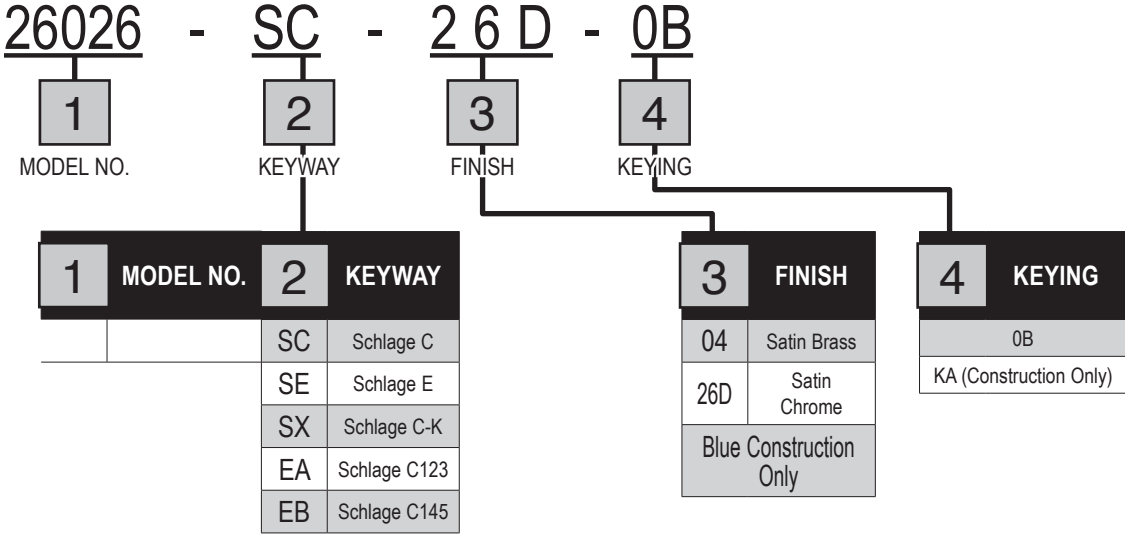 26026 - SC - 26D - 0B
1 2 3 4
MODEL NO. KEYWAY FINISH KEYING
1 MODEL NO. 2 KEYWAY
SC Schlage C
SE Schlage E
SX Schlage C-K
EA Schlage C123
EB Schlage C145
3 FINISH
04 Satin Brass
26D Satin
Chrome
Blue Construction
Only
4 KEYING
0B
KA (Construction Only)